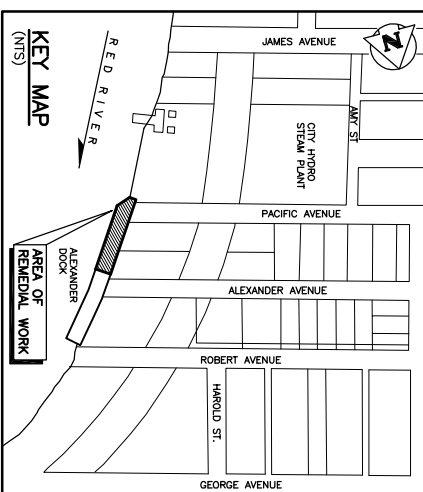 JAMES AVENUE
N
AMY ST
CITY HYDRO
STEAM PLANT
RED RIVER
KEY MAP
(NTS)
PACIFIC AVENUE
ALEXANDER
DOCK
AREA OF
REMEDIAL WORK
ALEXANDER AVENUE
ROBERT AVENUE
HAROLD ST.
GEORGE AVENUE